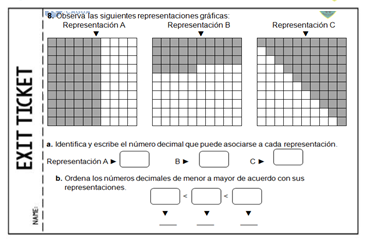 8. Observa las siguientes representaciones gráficas:
Representación A Representación B Representación C
EXIT TICKET
a. Identifica y escribe el número decimal que puede asociarse a cada representación.
Representación A ► B ► C ►
b. Ordena los números decimales de menor a mayor de acuerdo con sus
representaciones.
< <
NAME: